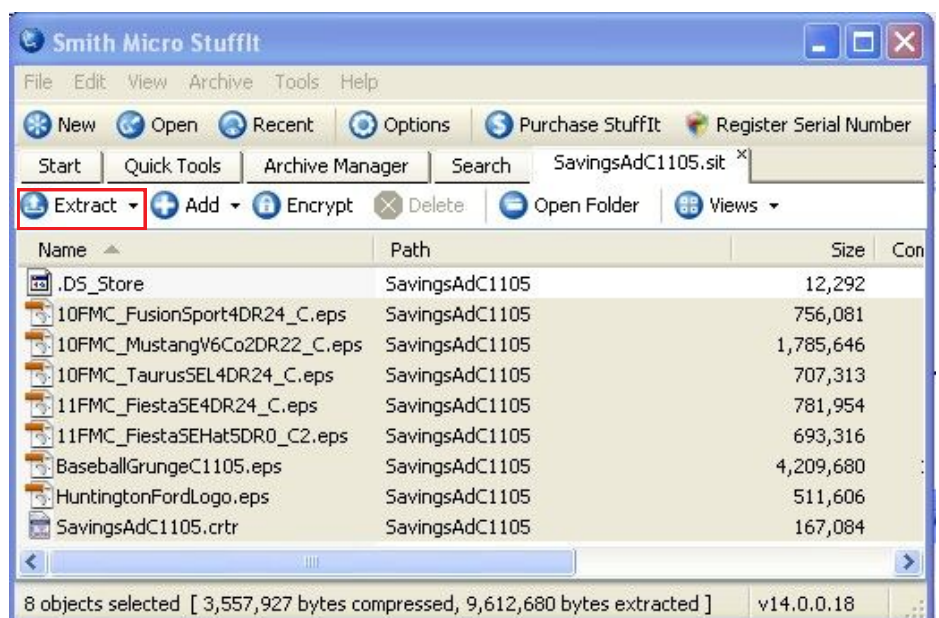 Smith Micro StuffIt
File Edit View Archive Tools Help
New Open Recent Options Purchase StuffIt Register Serial Number
Start Quick Tools Archive Manager Search SavingsAdC1105.sit
Extract Add Encrypt Delete Open Folder Views
Name Path Size Con
.DS_Store SavingsAdC1105 12,292
10FMC_FusionSport4DR24_C.eps SavingsAdC1105 756,081
10FMC_MustangV6Co2DR22_C.eps SavingsAdC1105 1,785,646
10FMC_TaurusSEL4DR24_C.eps SavingsAdC1105 707,313
11FMC_FiestaSE4DR24_C.eps SavingsAdC1105 781,954
11FMC_FiestaSEHat5DR0_C2.eps SavingsAdC1105 693,316
BaseballGrungeC1105.eps SavingsAdC1105 4,209,680
HuntingtonFordLogo.eps SavingsAdC1105 511,606
SavingsAdC1105.crtr SavingsAdC1105 167,084
8 objects selected [ 3,557,927 bytes compressed, 9,612,680 bytes extracted ] v14.0.0.18